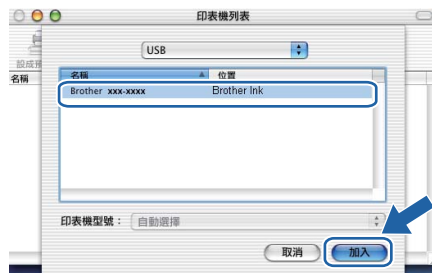 印表機列表
USB
設成預
名稱
名稱 位置
Brother xxx-xxxx Brother Ink
印表機型號： 自動選擇
取消 加入